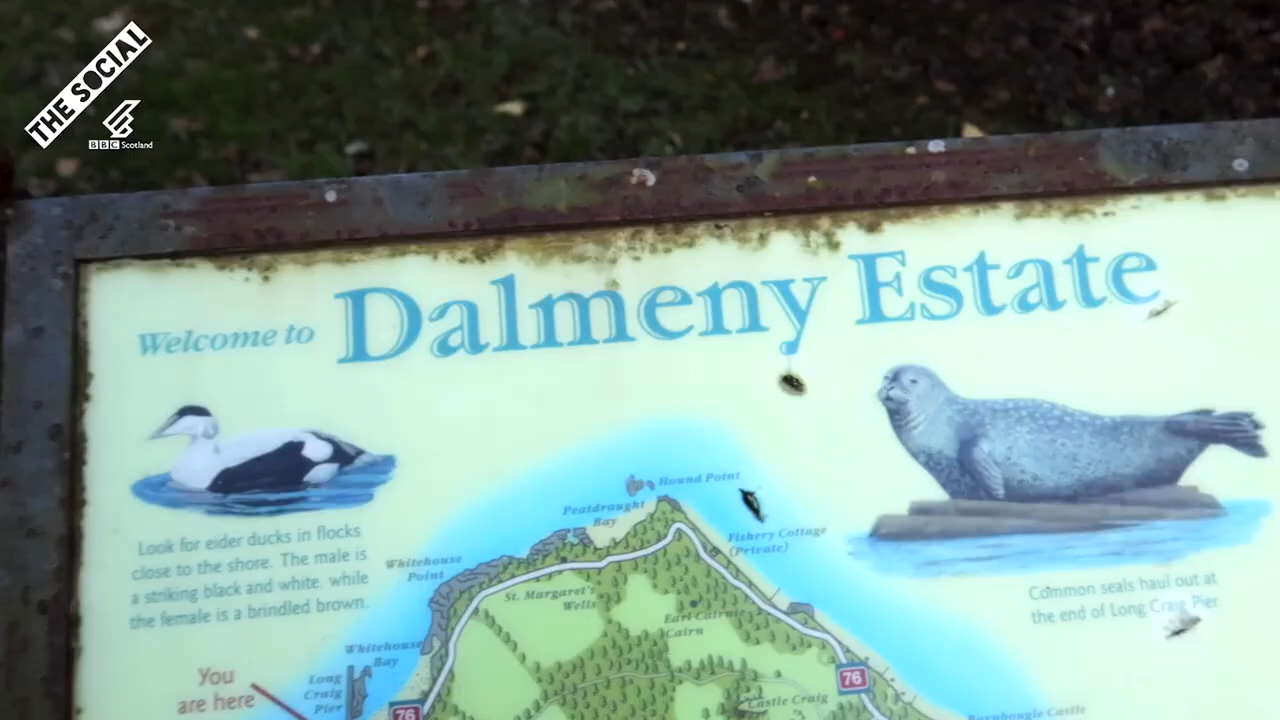 THE SOCIAL
BBC Scotland
Welcome to Dalmeny Estate
Look for eider ducks in flocks
close to the shore. The male is
a striking black and white, while
the female is a brindled brown.
Common seals haul out at
the end of Long Craig Pier.
Hound Point
Peatdraught
Bay
Fishery Cottage
(Private)
Whitehouse
Point
St. Margaret's
Wells
Earl Cairnie
Cairn
Whitehouse
Bay
Long
Craig
Pier
You
are here
76
76
Castle Craig
Barnbougle Castle